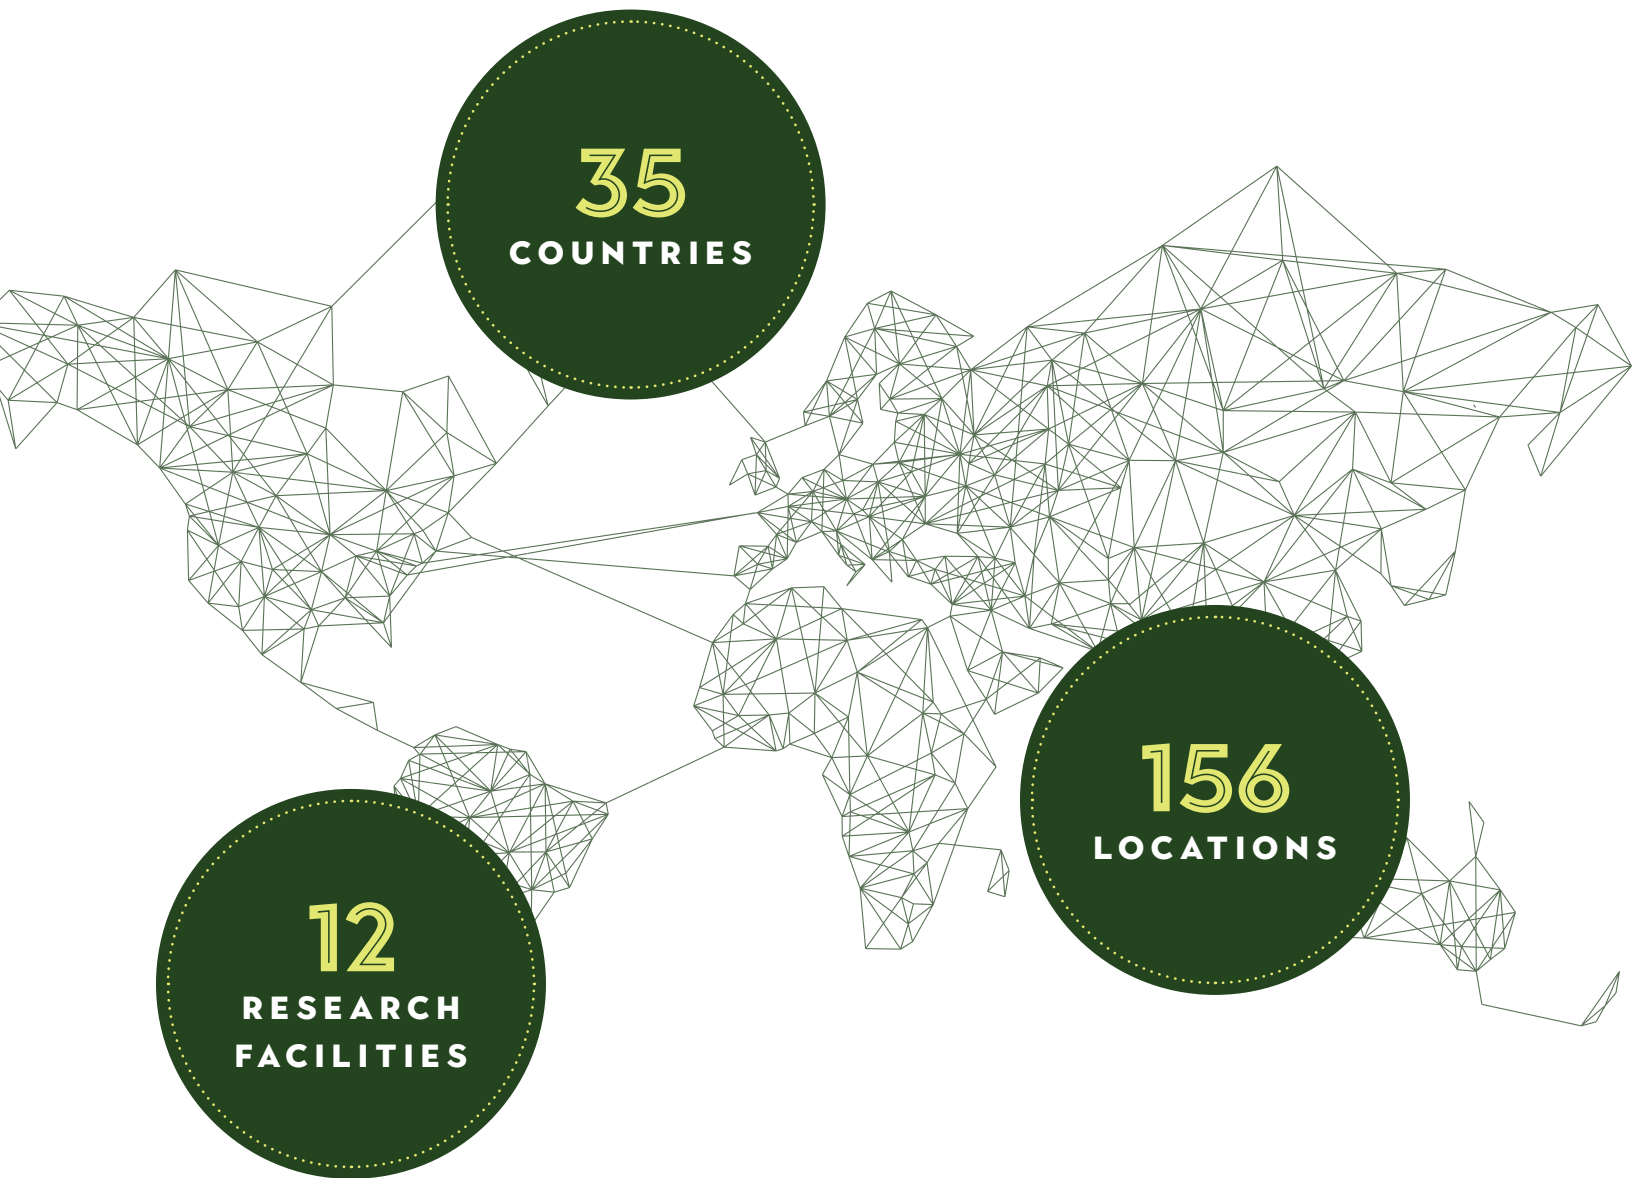 35
COUNTRIES
156
LOCATIONS
12
RESEARCH
FACILITIES